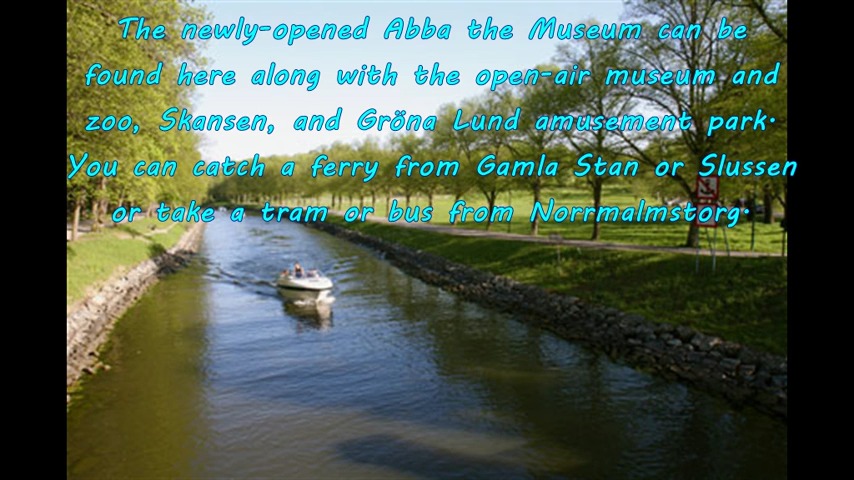 The newly-opened Abba the Museum can be
found here along with the open-air museum and
zoo, Skansen, and Gröna Lund amusement park.
You can catch a ferry from Gamla Stan or Slussen
or take a tram or bus from Norrmalmstorg.